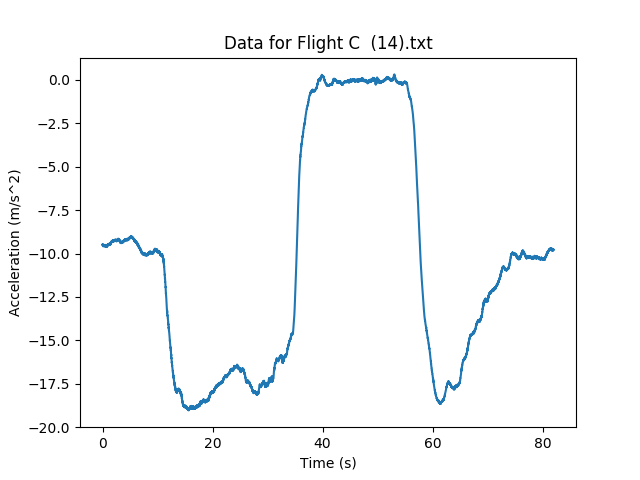 Data for Flight C  (14).txt
0.0
−2.5
−5.0
−7.5
−10.0
−12.5
−15.0
−17.5
−20.0
Acceleration (m/s^2)
0 20 40 60 80
Time (s)